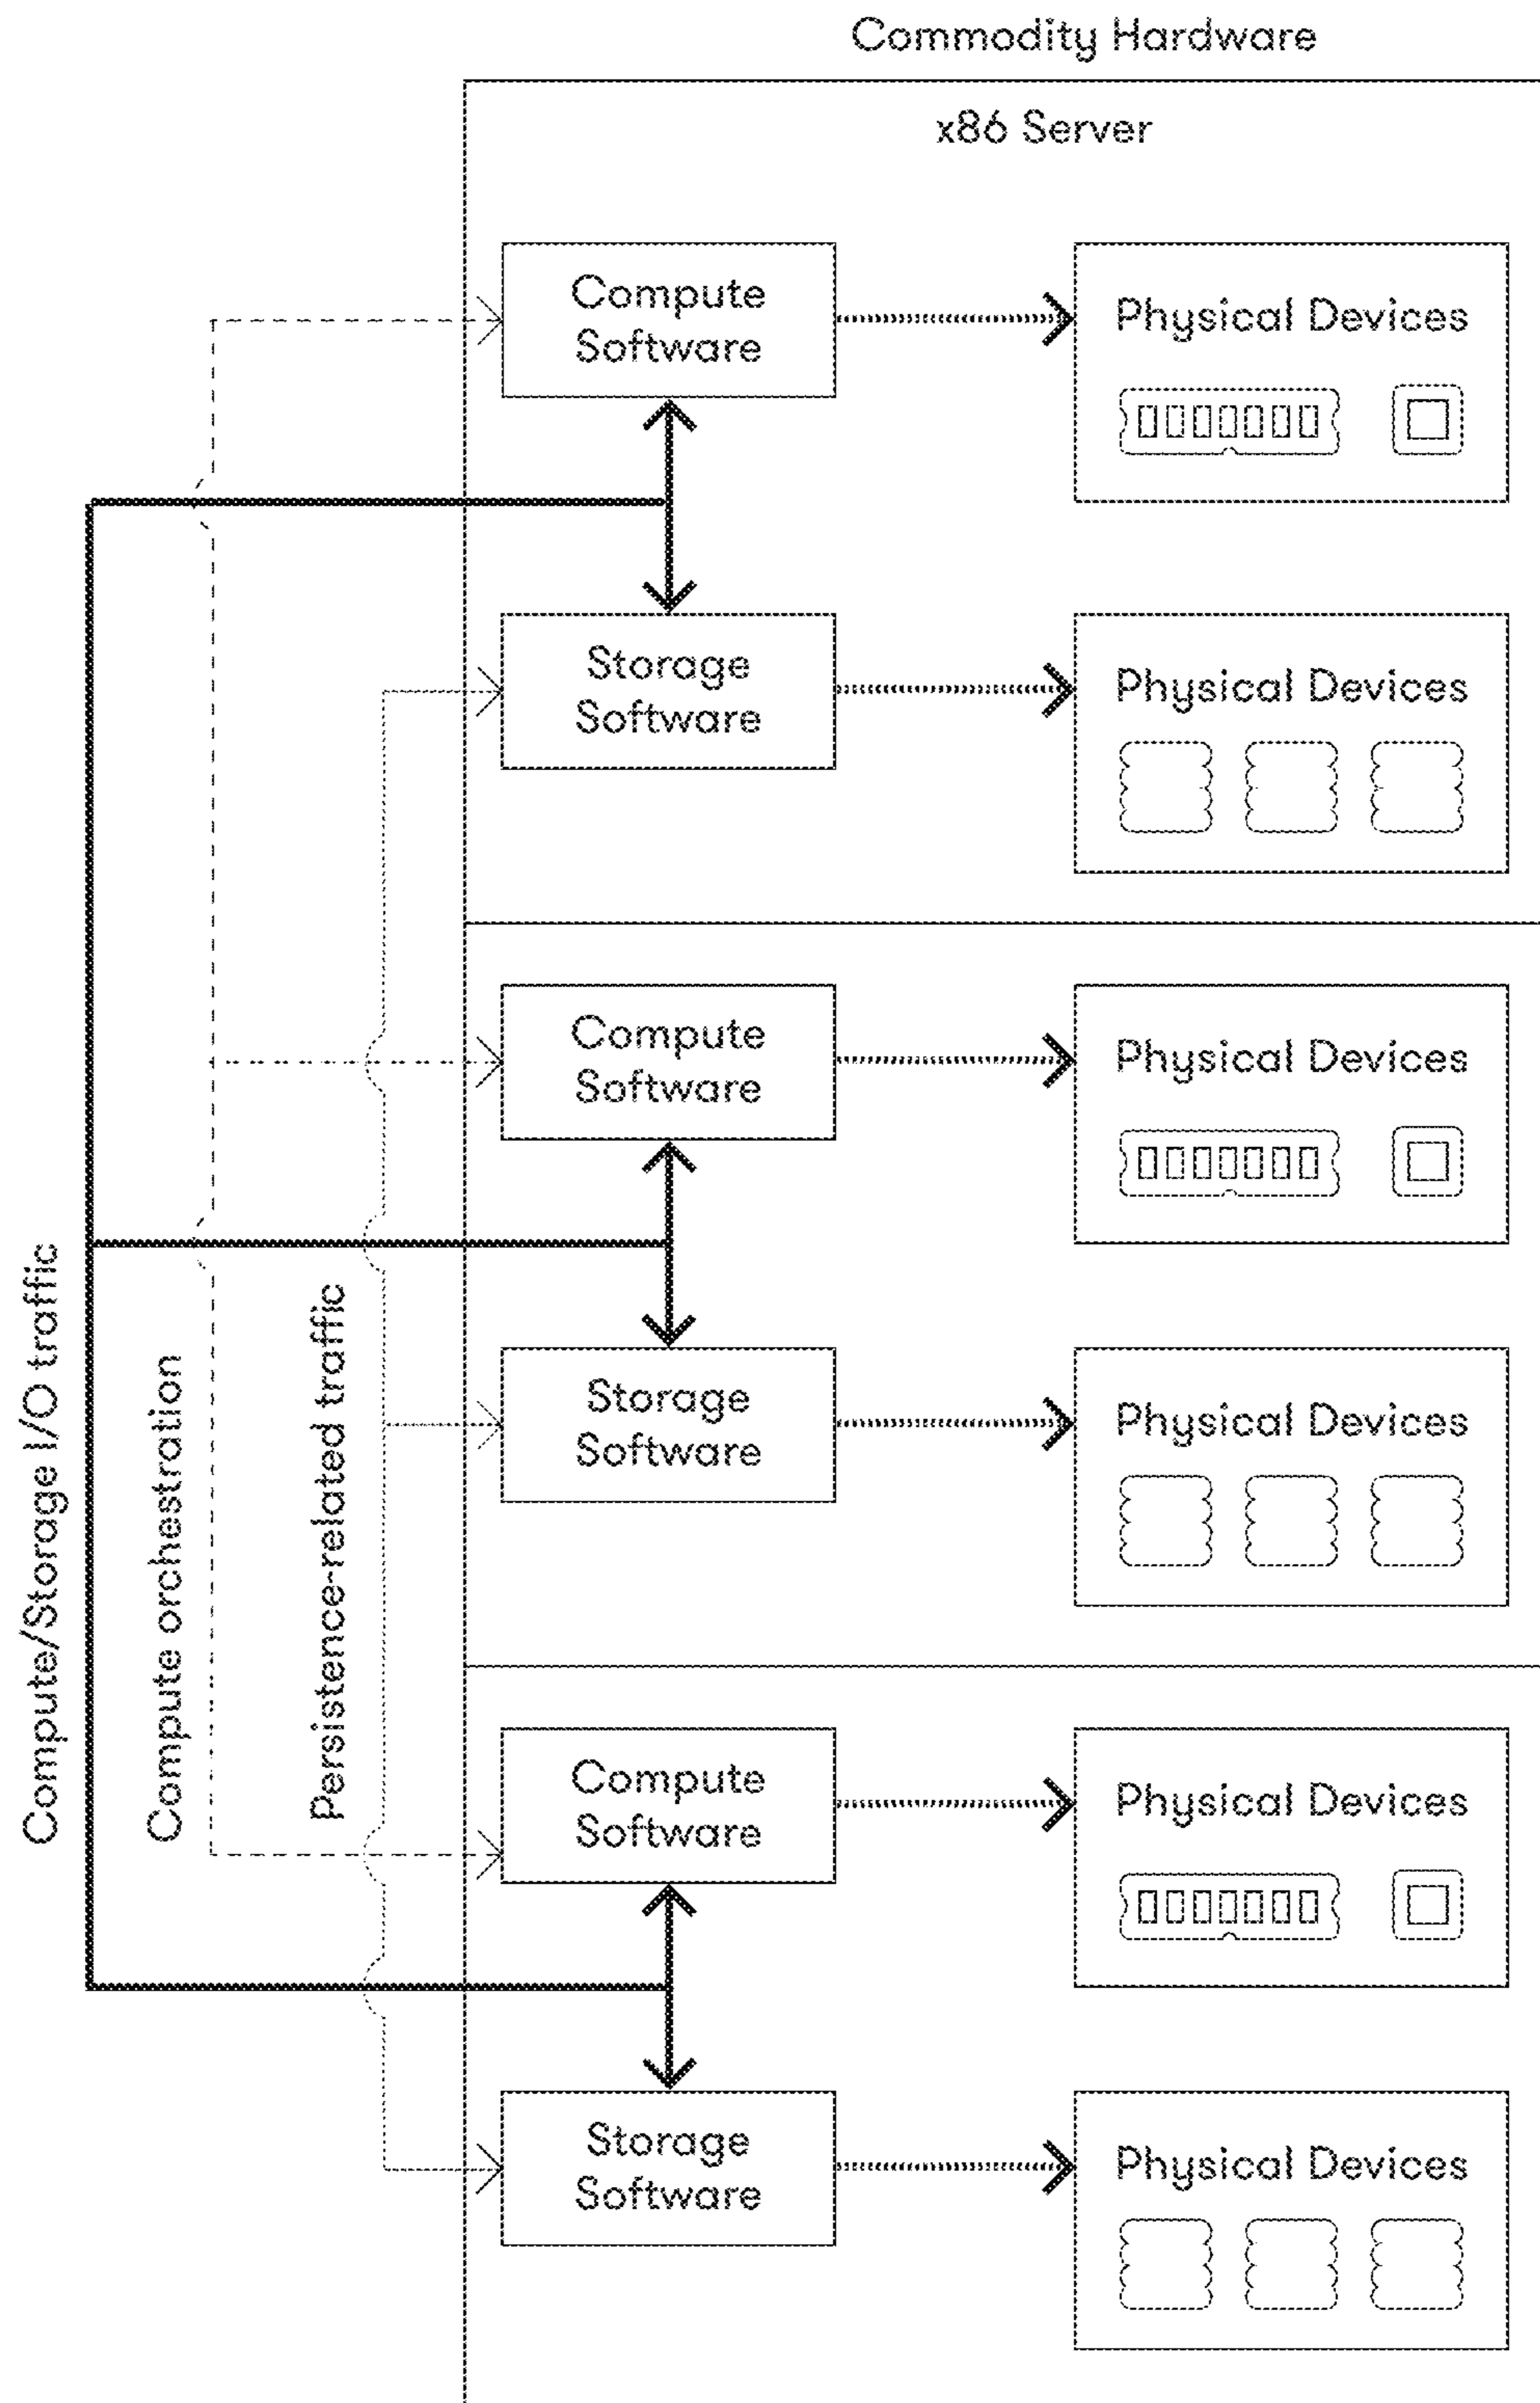 Commodity Hardware
x86 Server
Compute
Software
Physical Devices
Storage
Software
Physical Devices
Compute
Software
Physical Devices
Storage
Software
Physical Devices
Compute
Software
Physical Devices
Storage
Software
Physical Devices
Compute/Storage I/O traffic
Compute orchestration
Persistence-related traffic